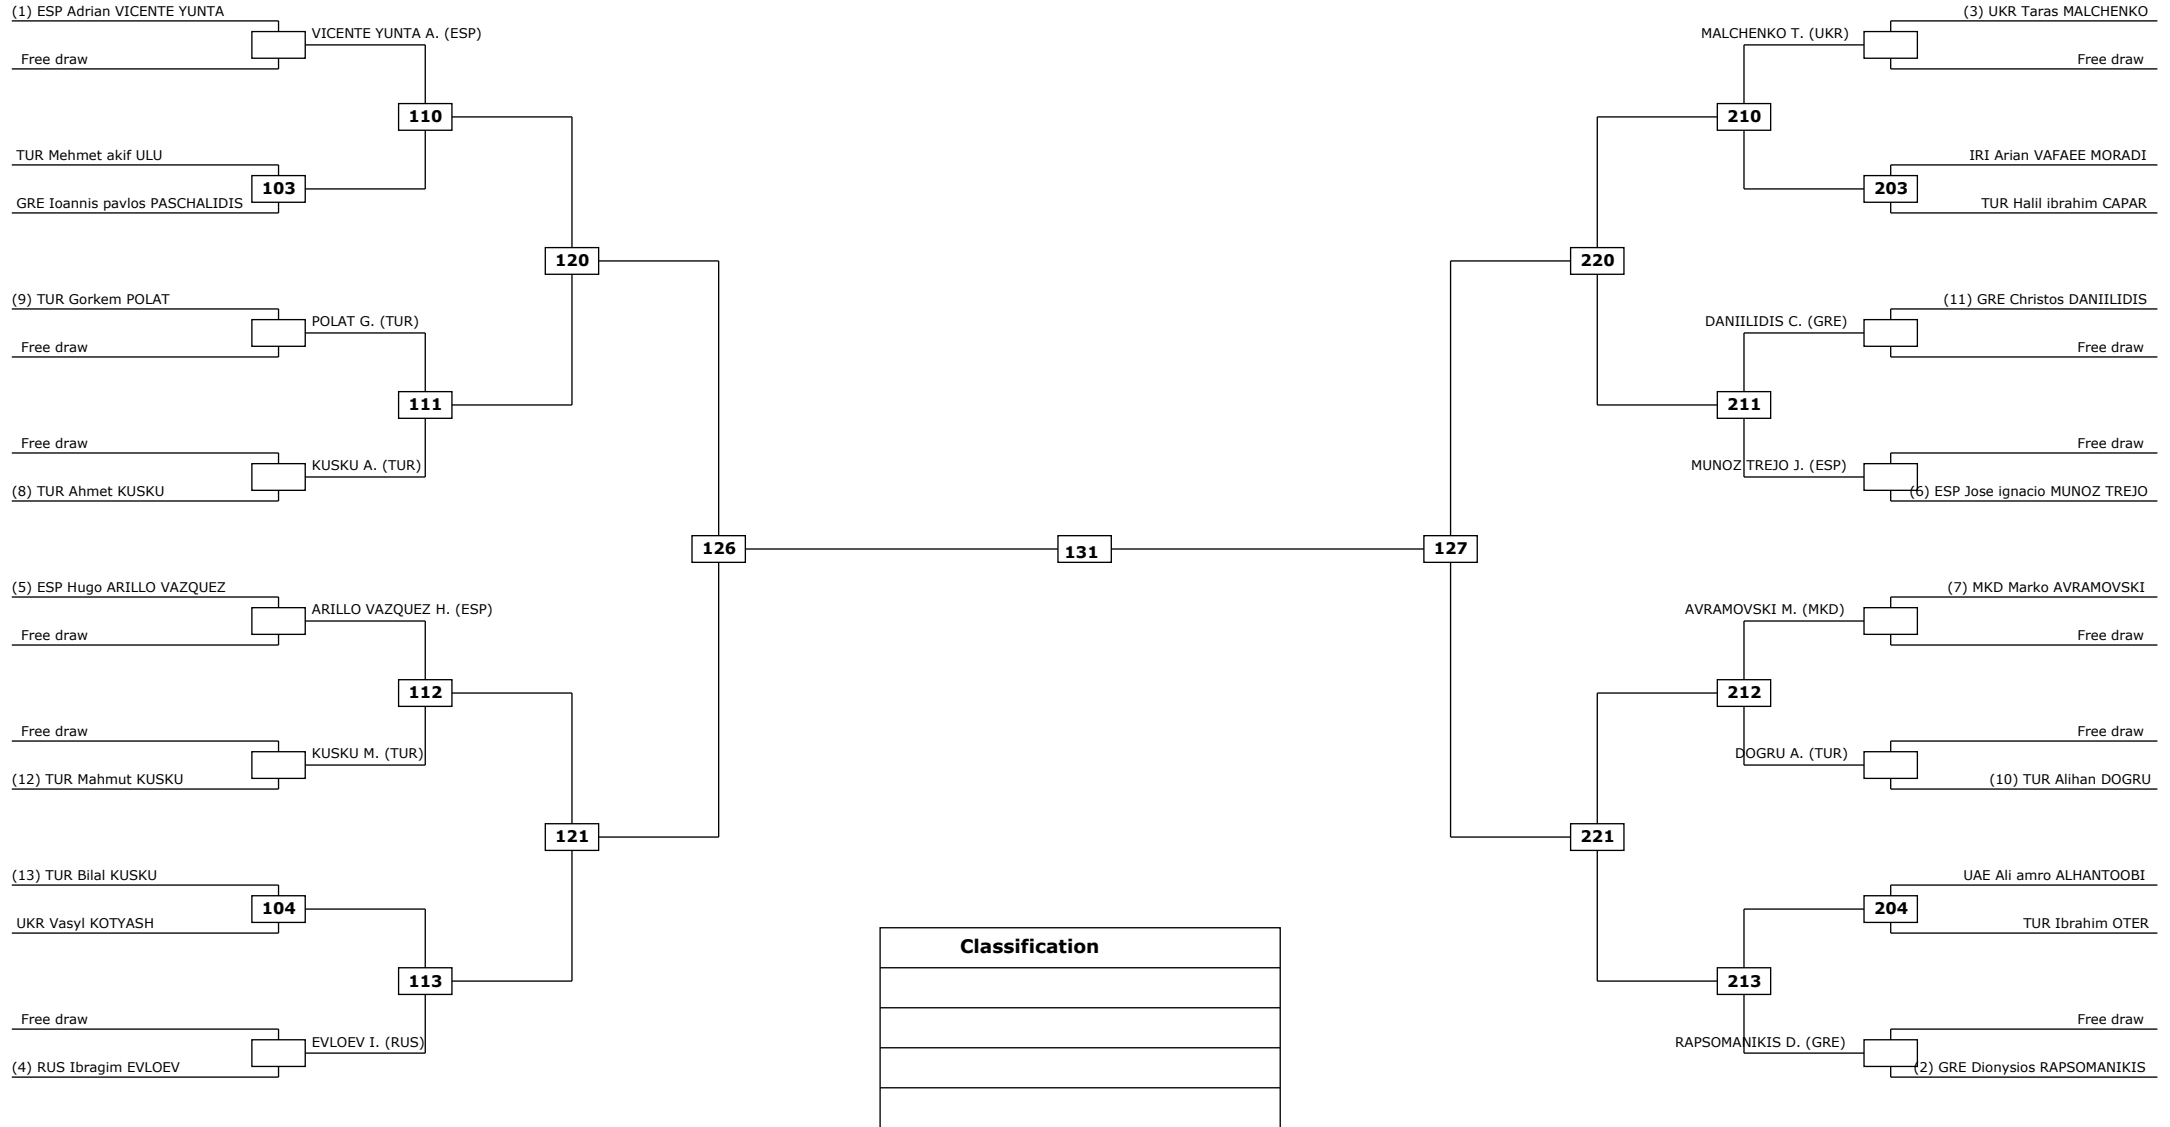 (1) ESP Adrian VICENTE YUNTA
VICENTE YUNTA A. (ESP)
Free draw
110
TUR Mehmet akif ULU
103
GRE Ioannis pavlos PASCHALIDIS
120
(9) TUR Gorkem POLAT
POLAT G. (TUR)
Free draw
111
Free draw
KUSKU A. (TUR)
(8) TUR Ahmet KUSKU
126
(5) ESP Hugo ARILLO VAZQUEZ
ARILLO VAZQUEZ H. (ESP)
Free draw
112
Free draw
KUSKU M. (TUR)
(12) TUR Mahmut KUSKU
121
(13) TUR Bilal KUSKU
104
UKR Vasyl KOTYASH
113
Free draw
EVLOEV I. (RUS)
(4) RUS Ibragim EVLOEV
131
Classification
(3) UKR Taras MALCHENKO
MALCHENKO T. (UKR)
Free draw
210
IRI Arian VAFAEE MORADI
203
TUR Halil ibrahim CAPAR
220
(11) GRE Christos DANIILIDIS
DANIILIDIS C. (GRE)
Free draw
211
Free draw
MUNOZ TREJO J. (ESP)
(6) ESP Jose ignacio MUNOZ TREJO
127
(7) MKD Marko AVRAMOVSKI
AVRAMOVSKI M. (MKD)
Free draw
212
Free draw
DOGRU A. (TUR)
(10) TUR Alihan DOGRU
221
UAE Ali amro ALHANTOOBI
204
TUR Ibrahim OTER
213
Free draw
RAPSOMANIKIS D. (GRE)
(2) GRE Dionysios RAPSOMANIKIS